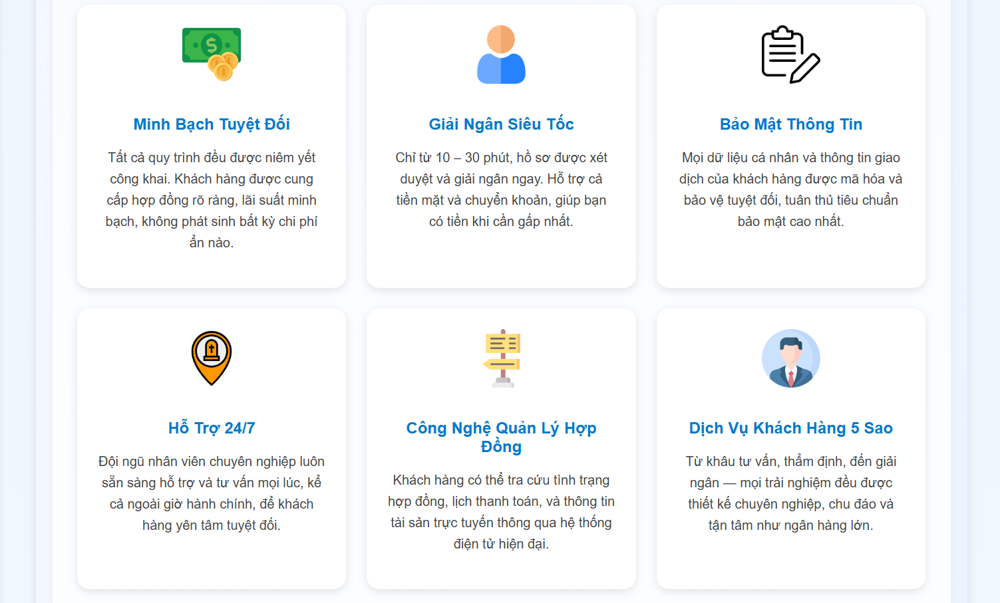 Minh Bạch Tuyệt Đối
Tất cả quy trình đều được niêm yết
công khai. Khách hàng được cung
cấp hợp đồng rõ ràng, lãi suất minh
bạch, không phát sinh bất kỳ chi phí
ẩn nào.
Giải Ngân Siêu Tốc
Chỉ từ 10 – 30 phút, hồ sơ được xét
duyệt và giải ngân ngay. Hỗ trợ cả
tiền mặt và chuyển khoản, giúp bạn
có tiền khi cần gấp nhất.
Bảo Mật Thông Tin
Mọi dữ liệu cá nhân và thông tin giao
dịch của khách hàng được mã hóa và
bảo vệ tuyệt đối, tuân thủ tiêu chuẩn
bảo mật cao nhất.
Hỗ Trợ 24/7
Đội ngũ nhân viên chuyên nghiệp luôn
sẵn sàng hỗ trợ và tư vấn mọi lúc, kể
cả ngoài giờ hành chính, để khách
hàng yên tâm tuyệt đối.
Công Nghệ Quản Lý Hợp
Đồng
Khách hàng có thể tra cứu tình trạng
hợp đồng, lịch thanh toán, và thông tin
tài sản trực tuyến thông qua hệ thống
điện tử hiện đại.
Dịch Vụ Khách Hàng 5 Sao
Từ khâu tư vấn, thẩm định, đến giải
ngân — mọi trải nghiệm đều được
thiết kế chuyên nghiệp, chu đáo và
tận tâm như ngân hàng lớn.